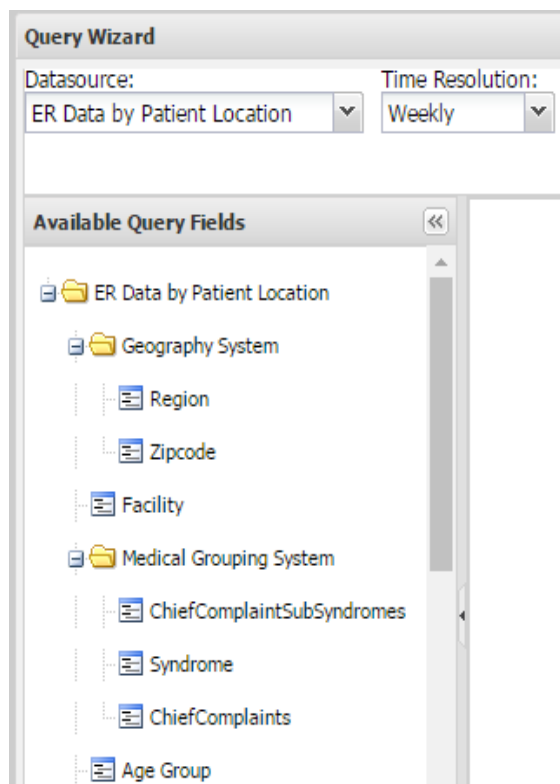 Query Wizard
Datasource: Time Resolution:
ER Data by Patient Location Weekly
Available Query Fields
ER Data by Patient Location
Geography System
Region
Zipcode
Facility
Medical Grouping System
ChiefComplaintSubSyndromes
Syndrome
ChiefComplaints
Age Group